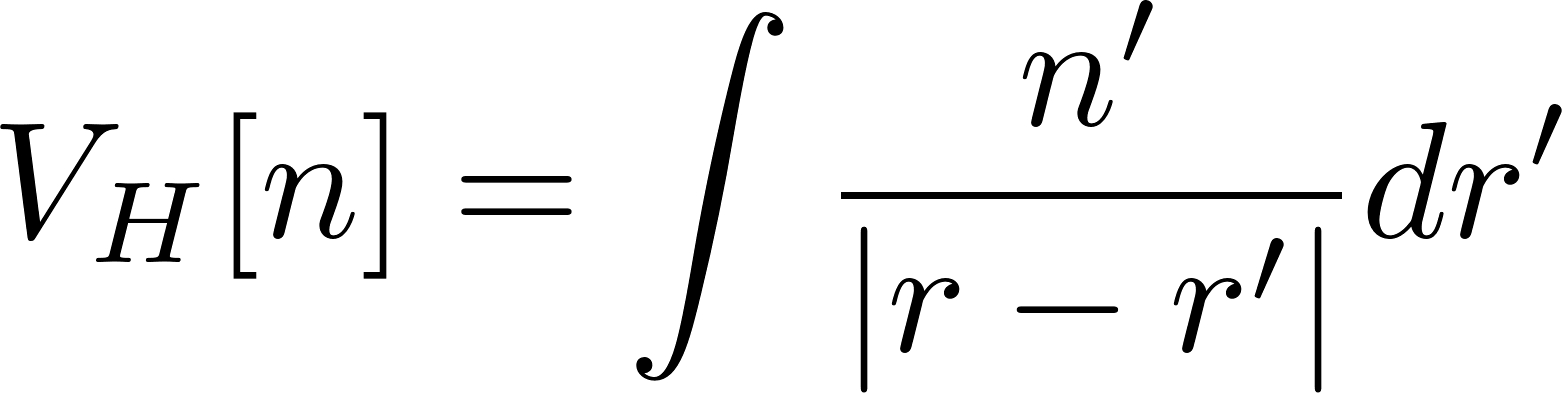 V_H[n] = \int \frac{n'}{|r - r'|} dr'